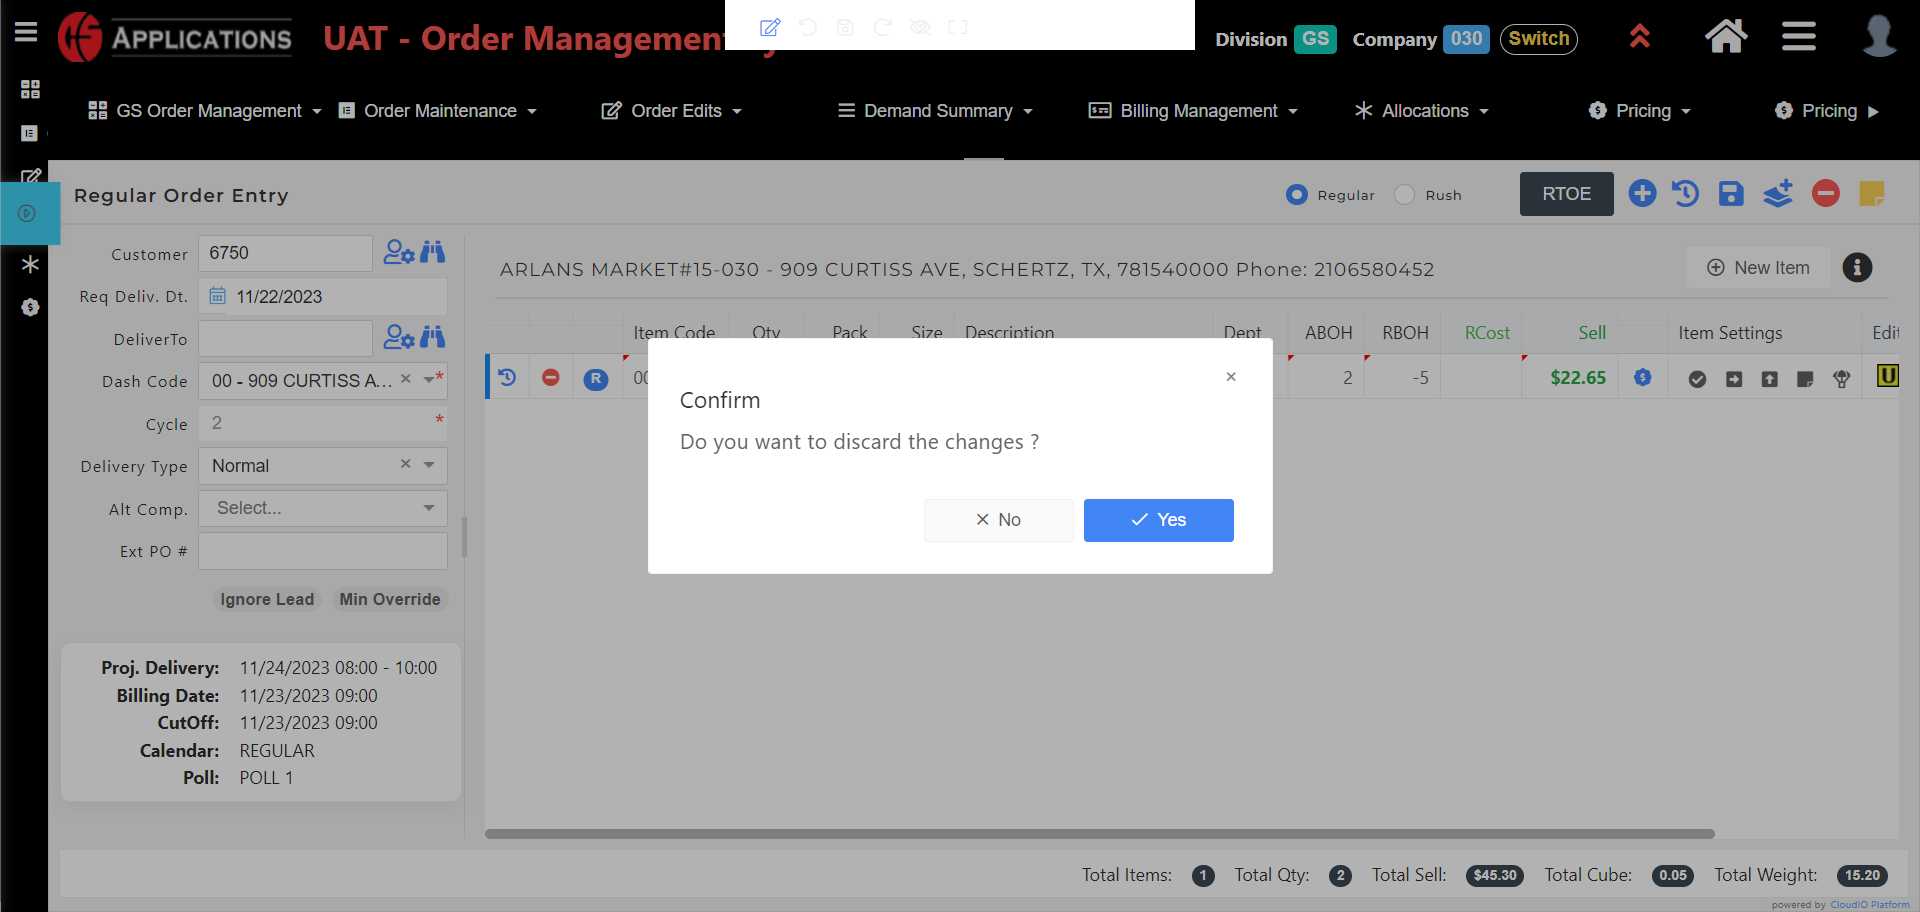 APPLICATIONS
UAT - Order Management
Division GS Company 030 Switch
GS Order Management
Order Maintenance
Order Edits
Demand Summary
Billing Management
Allocations
Pricing
Pricing
Regular Order Entry
Regular
Rush
RTOE
Customer 6750
Req Deliv. Dt. 11/22/2023
DeliverTo
Dash Code 00 - 909 CURTISS A... *
Cycle 2 *
Delivery Type Normal
Alt Comp. Select...
Ext PO #
Ignore Lead Min Override
Proj. Delivery: 11/24/2023 08:00 - 10:00
Billing Date: 11/23/2023 09:00
CutOff: 11/23/2023 09:00
Calendar: REGULAR
Poll: POLL 1
ARLANS MARKET#15-030 - 909 CURTISS AVE, SCHERTZ, TX, 781540000 Phone: 2106580452
New Item
Item Code Qty Pack Size Description Dept ABOH RBOH RCost Sell Item Settings Edit
R 2 -5 $22.65 U
Confirm
Do you want to discard the changes ?
No
Yes
Total Items: 1 Total Qty: 2 Total Sell: $45.30 Total Cube: 0.05 Total Weight: 15.20
powered by CloudIO Platform